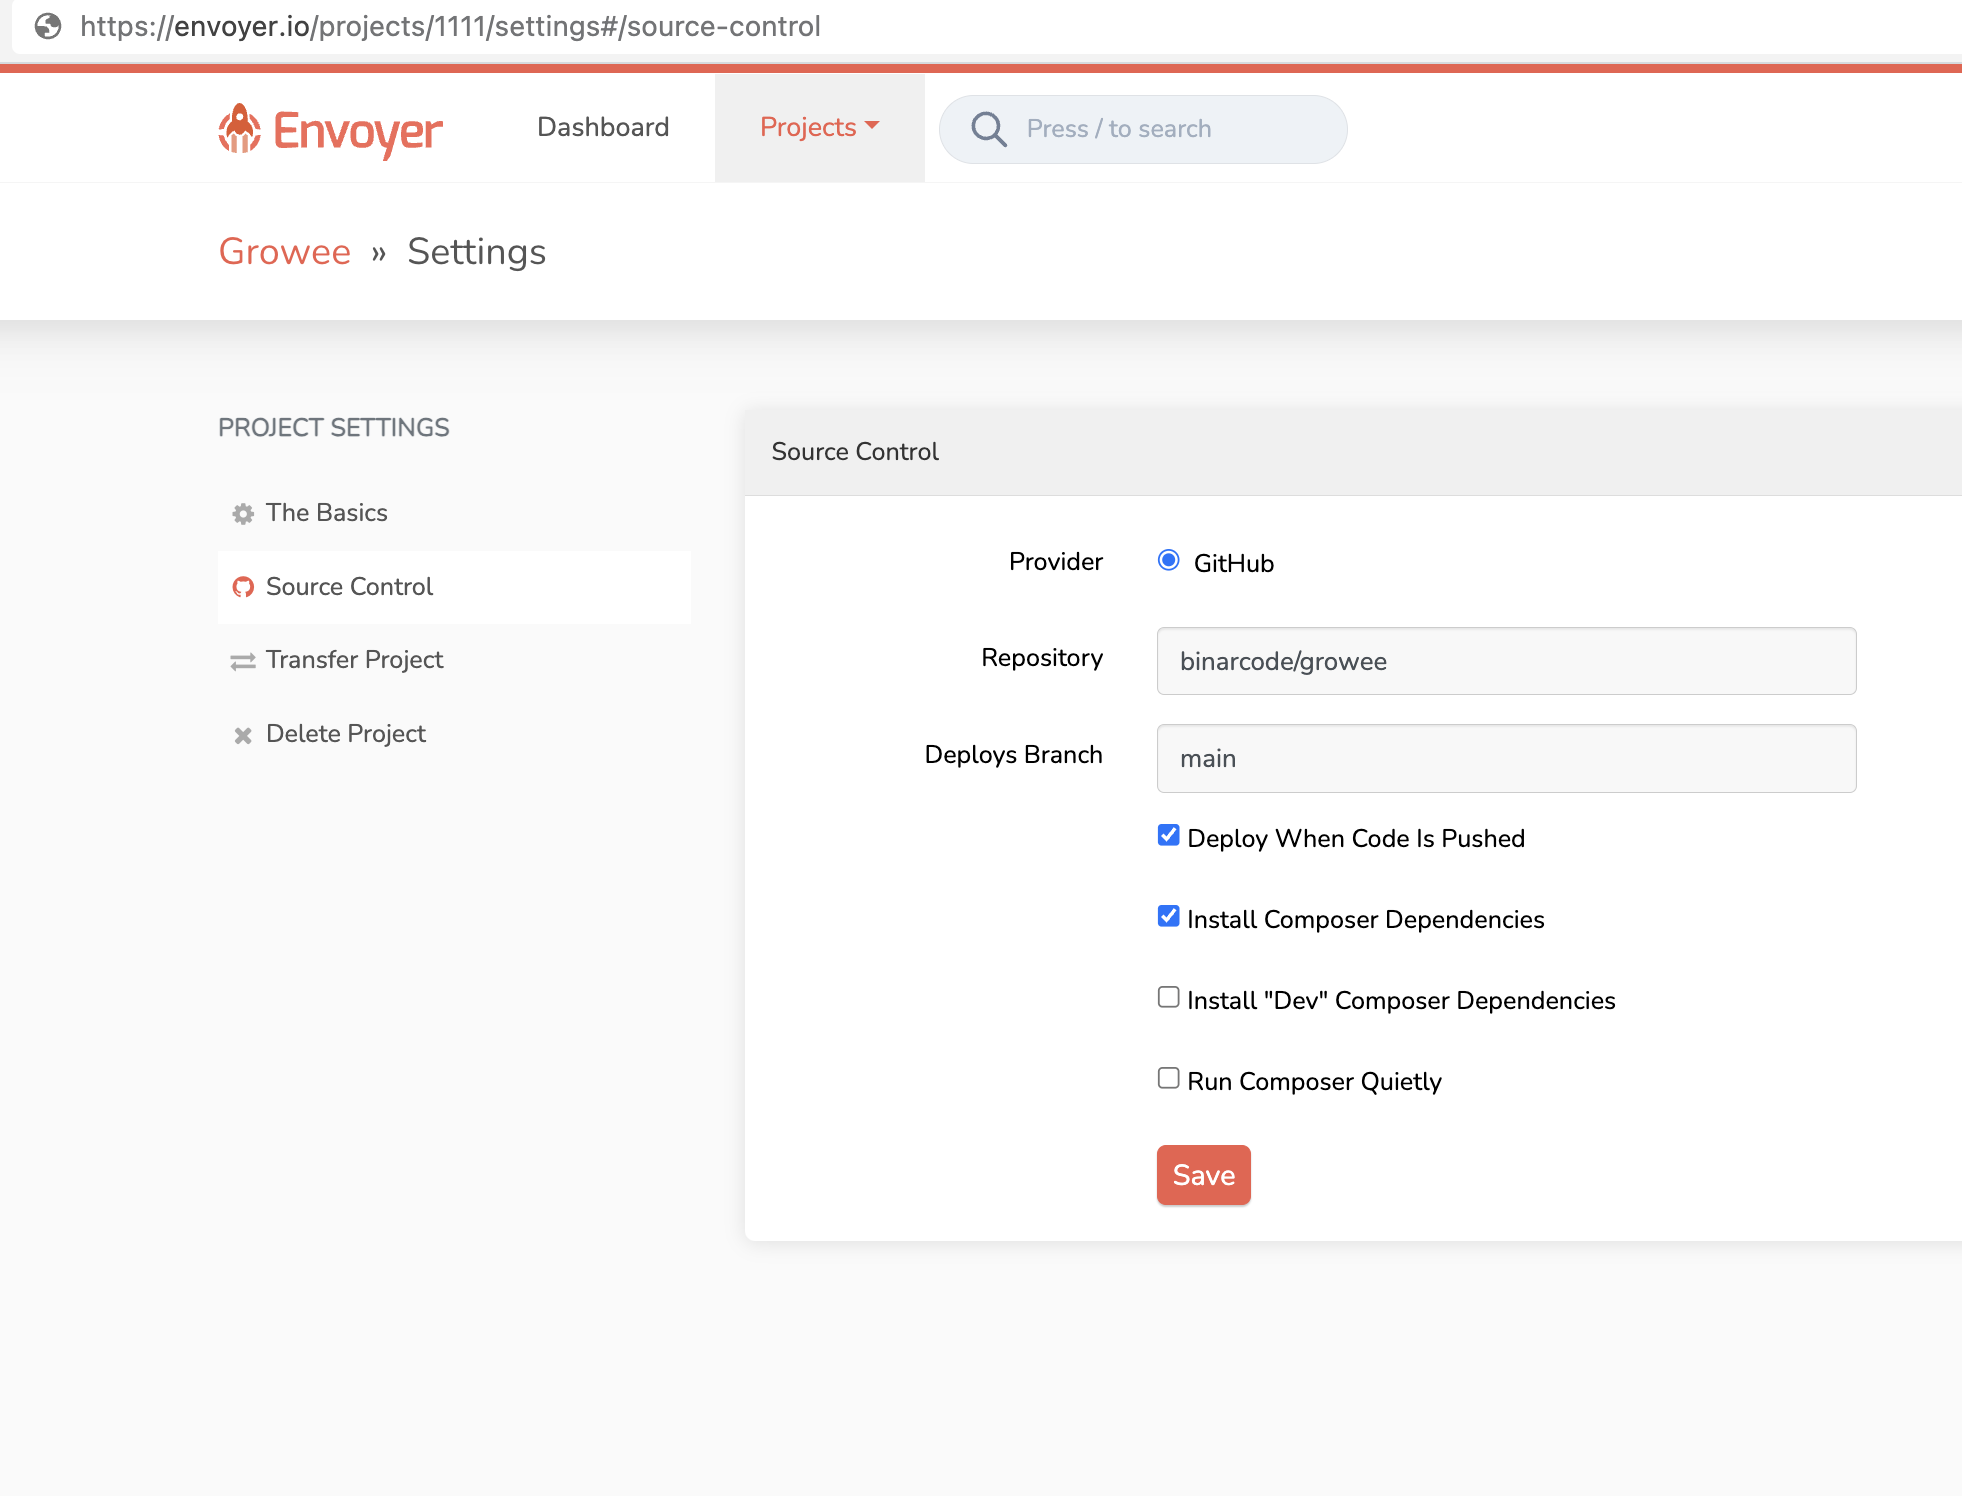 https://envoyer.io/projects/1111/settings#/source-control
Envoyer
Dashboard
Projects
Press / to search
Growee » Settings
PROJECT SETTINGS
The Basics
Source Control
Transfer Project
Delete Project
Source Control
Provider
GitHub
Repository
binarcode/growee
Deploys Branch
main
Deploy When Code Is Pushed
Install Composer Dependencies
Install "Dev" Composer Dependencies
Run Composer Quietly
Save